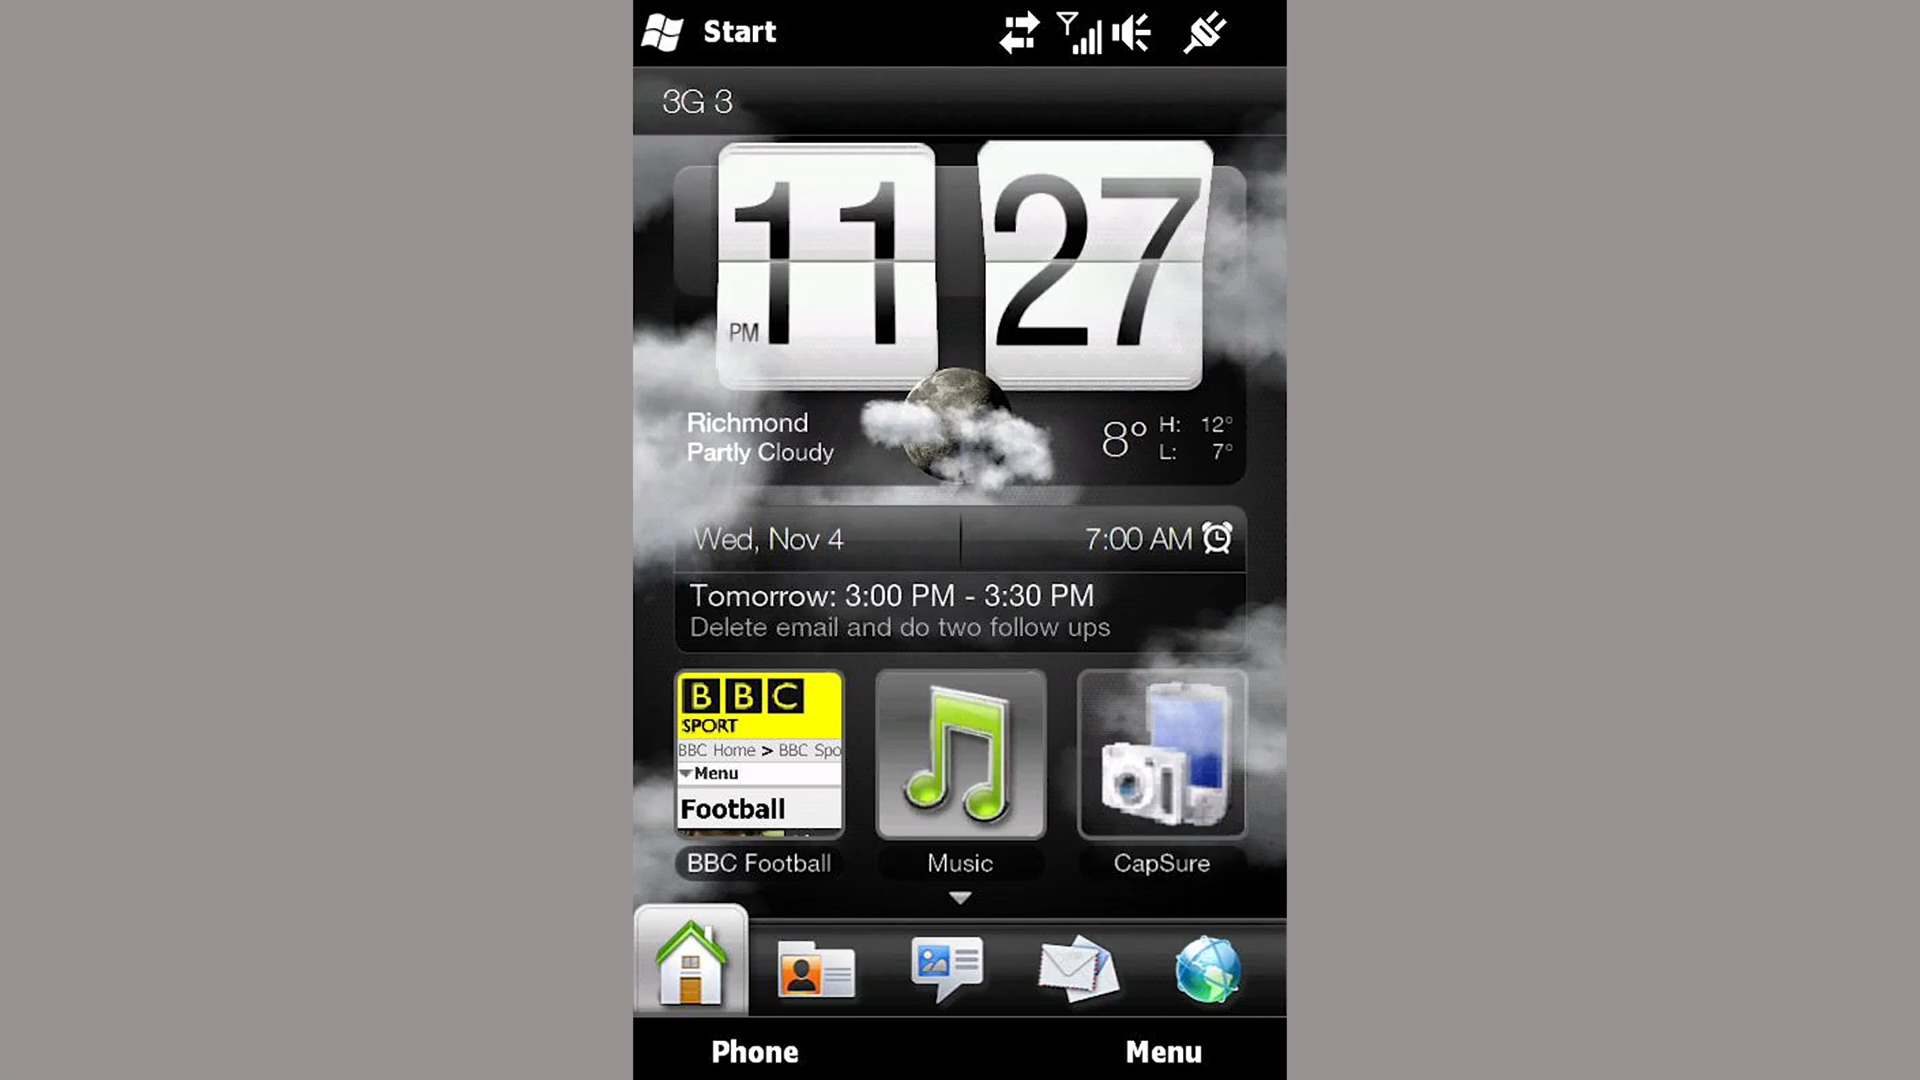 Start
3G 3
11 27
PM
Richmond
Partly Cloudy
8° H: 12°
L: 7°
Wed, Nov 4 7:00 AM
Tomorrow: 3:00 PM - 3:30 PM
Delete email and do two follow ups
BBC
SPORT
BBC Home > BBC Spo
Menu
Football
BBC Football Music CapSure
Phone Menu